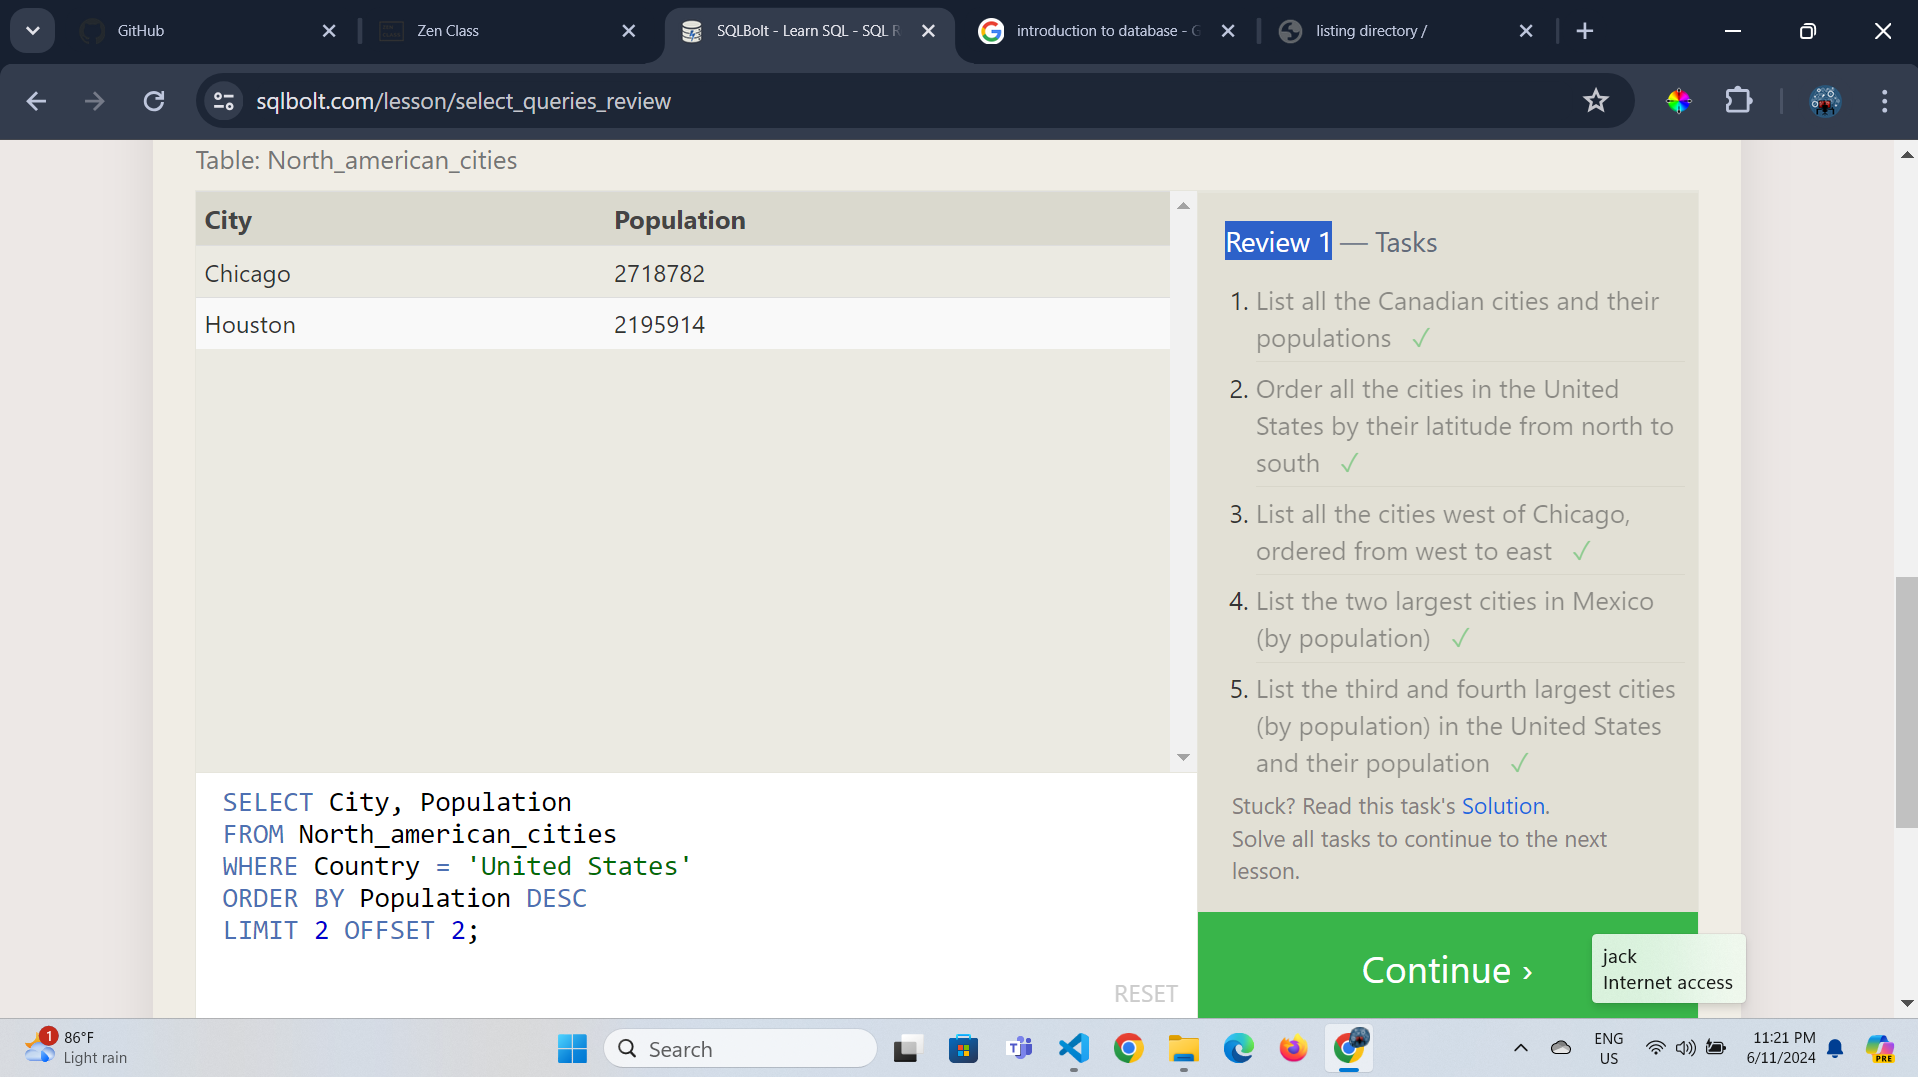 GitHub
Zen Class
SQLBolt - Learn SQL - SQL R
introduction to database - G
listing directory /
sqlbolt.com/lesson/select_queries_review
Table: North_american_cities
City Population
Chicago 2718782
Houston 2195914
Review 1 — Tasks
1. List all the Canadian cities and their
populations ✓
2. Order all the cities in the United
States by their latitude from north to
south ✓
3. List all the cities west of Chicago,
ordered from west to east ✓
4. List the two largest cities in Mexico
(by population) ✓
5. List the third and fourth largest cities
(by population) in the United States
and their population ✓
Stuck? Read this task's Solution.
Solve all tasks to continue to the next
lesson.
SELECT City, Population
FROM North_american_cities
WHERE Country = 'United States'
ORDER BY Population DESC
LIMIT 2 OFFSET 2;
RESET
Continue ›
jack
Internet access
1
86°F
Light rain
Search
ENG
US
11:21 PM
6/11/2024
PRE